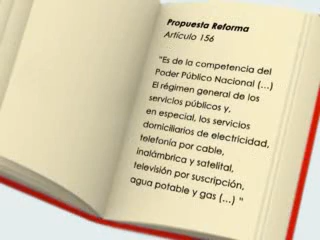 Propuesta Reforma
Artículo 156
"Es de la competencia del
Poder Público Nacional (...)
El régimen general de los
servicios públicos y,
en especial, los servicios
domiciliarios de electricidad,
telefonía por cable,
inalámbrica y satelital,
televisión por suscripción,
agua potable y gas (...) "